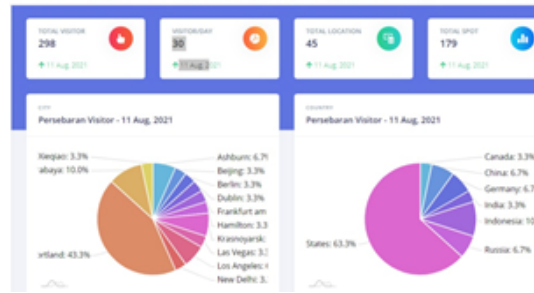 TOTAL VISITOR
298
↑ 11 Aug, 2021
VISITOR/DAY
30
↑ 11 Aug, 2021
TOTAL LOCATION
45
↑ 11 Aug, 2021
TOTAL SPOT
179
↑ 11 Aug, 2021
CITY
Persebaran Visitor - 11 Aug, 2021
Xieqiao: 3.3%
abaya: 10.0%
ortland: 43.3%
Ashburn: 6.7%
Beijing: 3.3%
Berlin: 3.3%
Dublin: 3.3%
Frankfurt am
Hamilton: 3.3
Krasnoyarsk:
Las Vegas: 3.
Los Angeles:
New Delhi: 3.
COUNTRY
Persebaran Visitor - 11 Aug, 2021
States: 63.3%
Canada: 3.3%
China: 6.7%
Germany: 6.7
India: 3.3%
Indonesia: 10
Russia: 6.7%